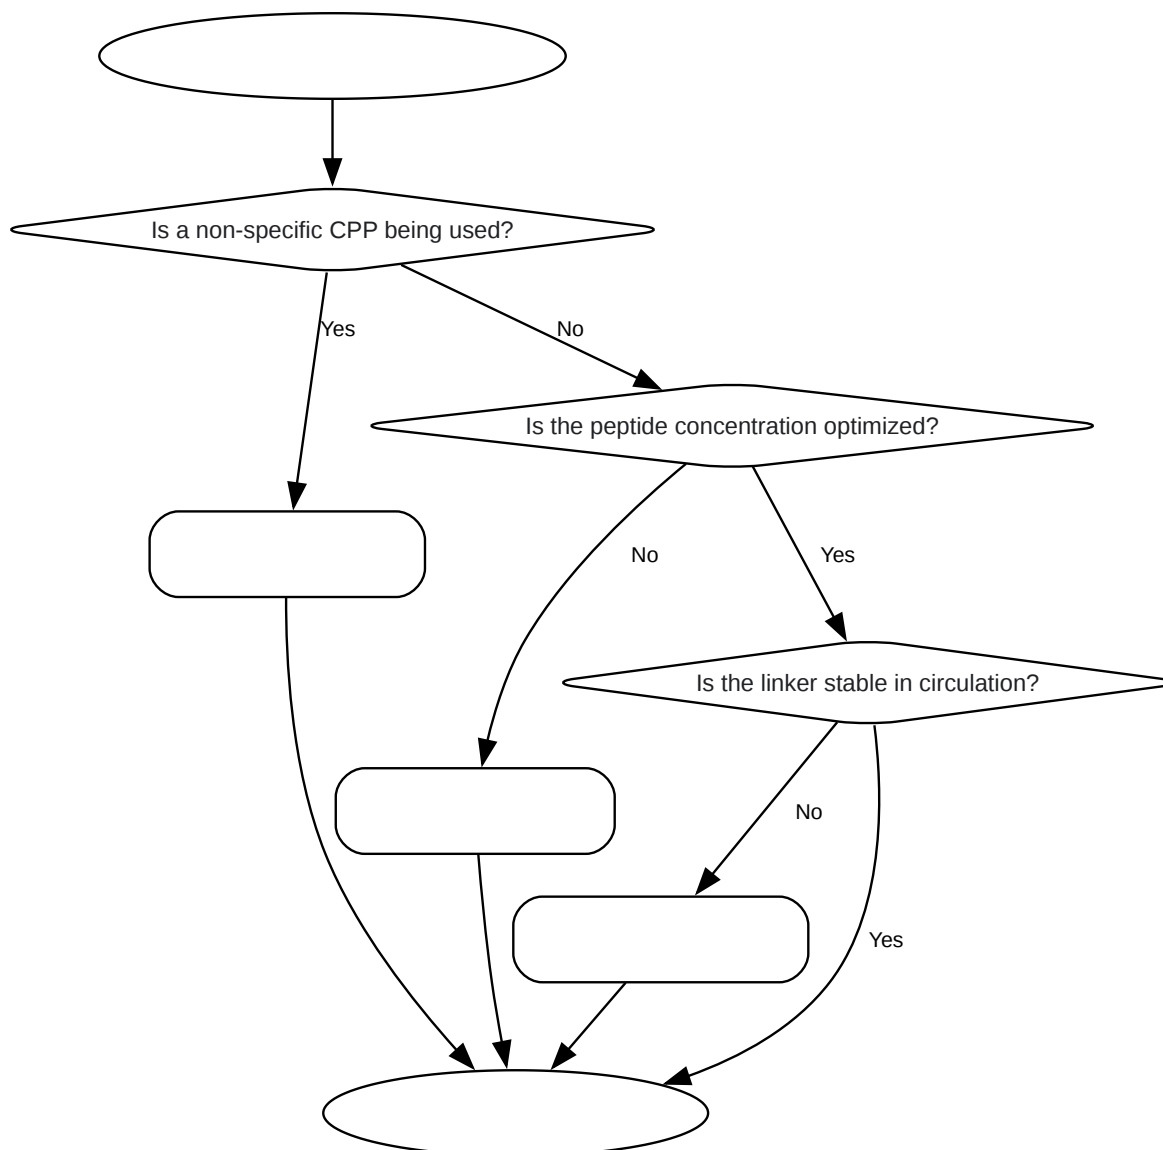 Is a non-specific CPP being used?
Yes
No
Is the peptide concentration optimized?
No
Yes
Is the linker stable in circulation?
No
Yes